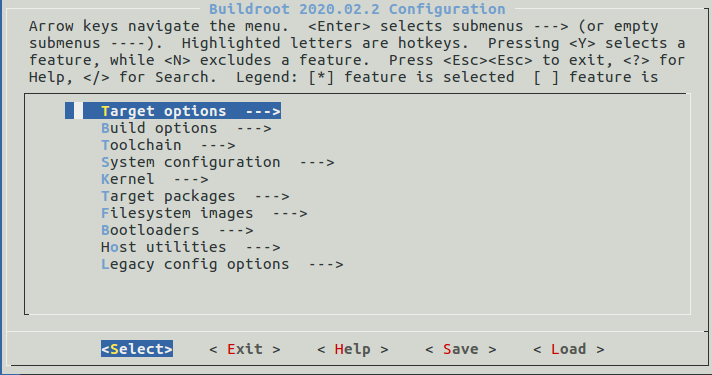 Buildroot 2020.02.2 Configuration
Arrow keys navigate the menu.  <Enter> selects submenus ---> (or empty
submenus ----).  Highlighted letters are hotkeys.  Pressing <Y> selects a
feature, while <N> excludes a feature.  Press <Esc><Esc> to exit, <?> for
Help, </> for Search.  Legend: [*] feature is selected  [ ] feature is
Target options  --->
Build options  --->
Toolchain  --->
System configuration  --->
Kernel  --->
Target packages  --->
Filesystem images  --->
Bootloaders  --->
Host utilities  --->
Legacy config options  --->
<Select>    < Exit >    < Help >    < Save >    < Load >